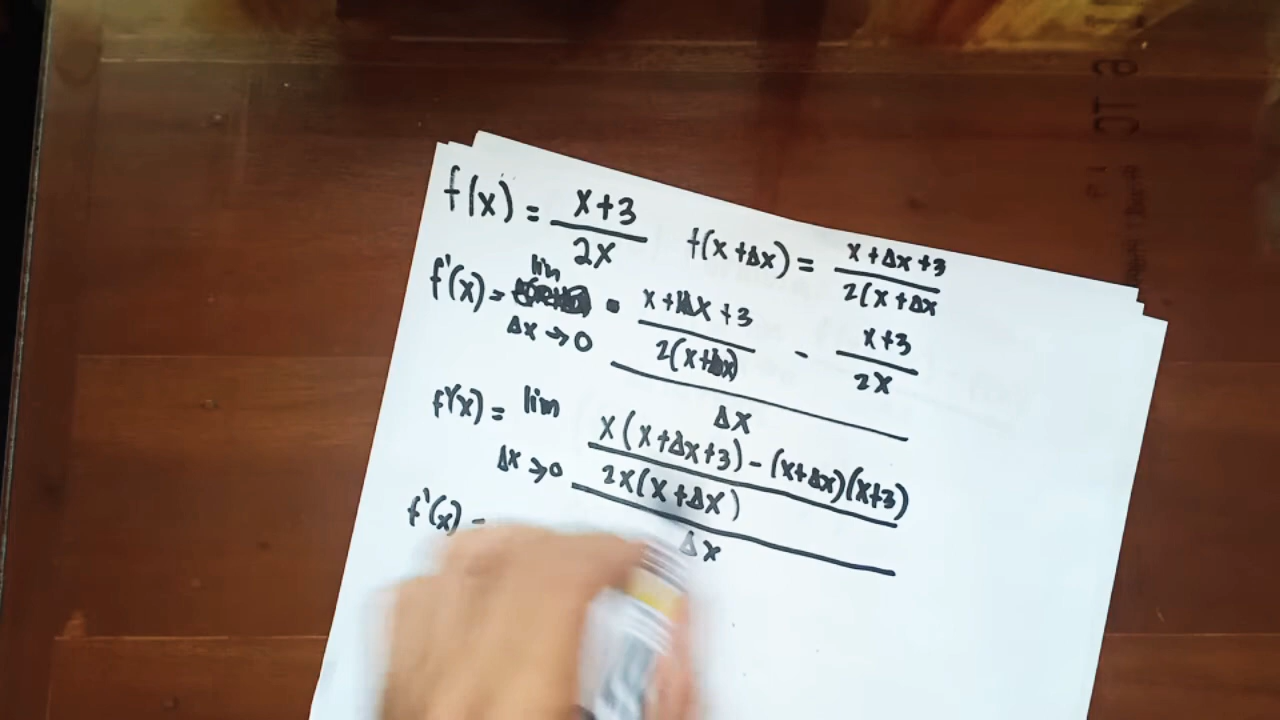 f(x) = x+3 / 2x f(x+Δx) = x+Δx+3 / 2(x+Δx
f'(x) = lim Δx→0 x+Δx+3 / 2(x+Δx) - x+3 / 2x
Δx
f'(x) = lim Δx→0 x(x+Δx+3)-(x+Δx)(x+3) / 2x(x+Δx)
Δx
f'(x) =